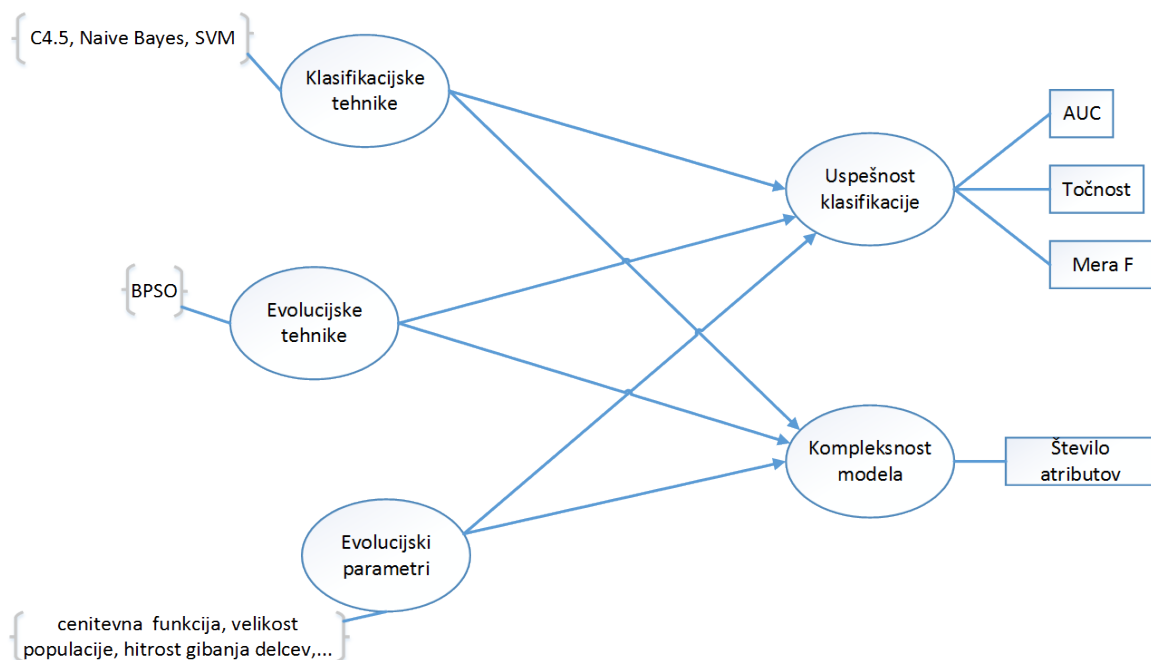 C4.5, Naive Bayes, SVM
Klasifikacijske
tehnike
AUC
Uspešnost
klasifikacije
Točnost
Mera F
BPSO
Evolucijske
tehnike
Kompleksnost
modela
Število
atributov
Evolucijski
parametri
cenitevna funkcija, velikost
populacije, hitrost gibanja delcev,...